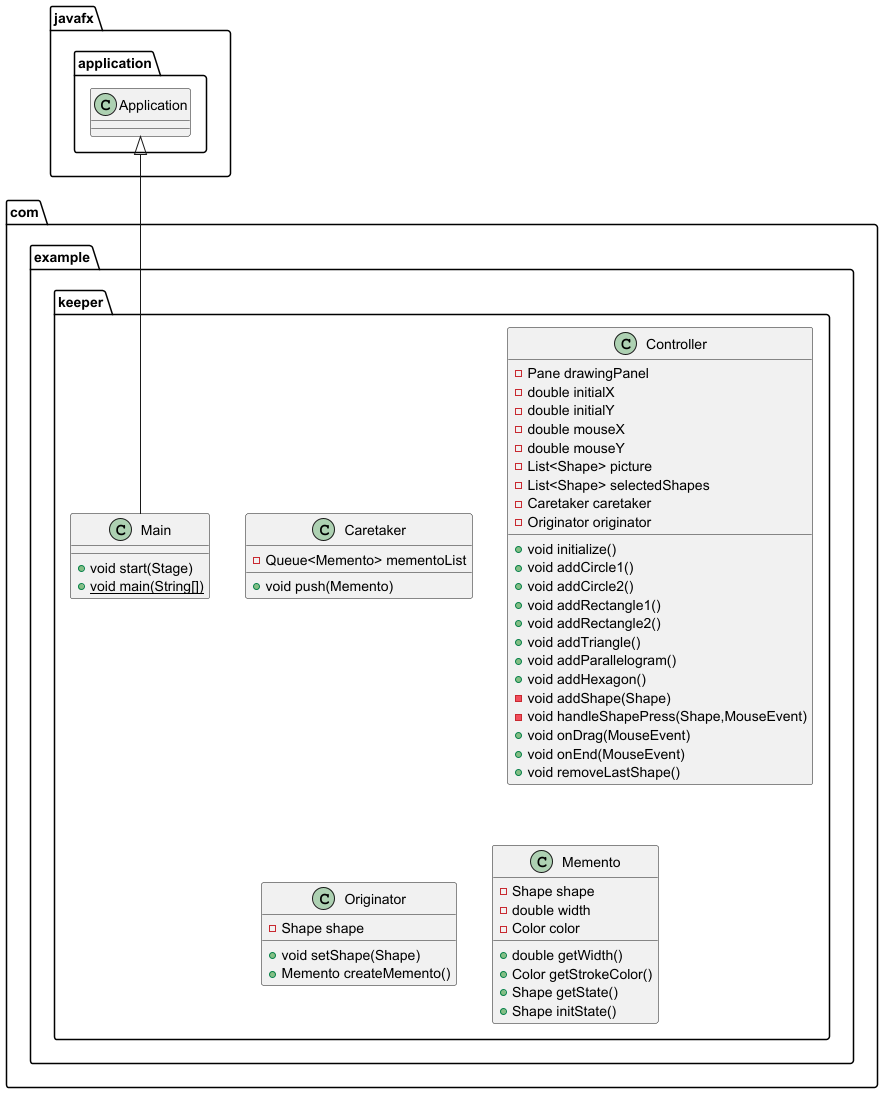 javafx
application
C Application
com
example
keeper
C Controller
Pane drawingPanel
double initialX
double initialY
double mouseX
double mouseY
List<Shape> picture
List<Shape> selectedShapes
Caretaker caretaker
Originator originator
void initialize()
void addCircle1()
void addCircle2()
void addRectangle1()
void addRectangle2()
void addTriangle()
void addParallelogram()
void addHexagon()
void addShape(Shape)
void handleShapePress(Shape,MouseEvent)
void onDrag(MouseEvent)
void onEnd(MouseEvent)
void removeLastShape()
C Main
void start(Stage)
void main(String[])
C Caretaker
Queue<Memento> mementoList
void push(Memento)
C Originator
Shape shape
void setShape(Shape)
Memento createMemento()
C Memento
Shape shape
double width
Color color
double getWidth()
Color getStrokeColor()
Shape getState()
Shape initState()